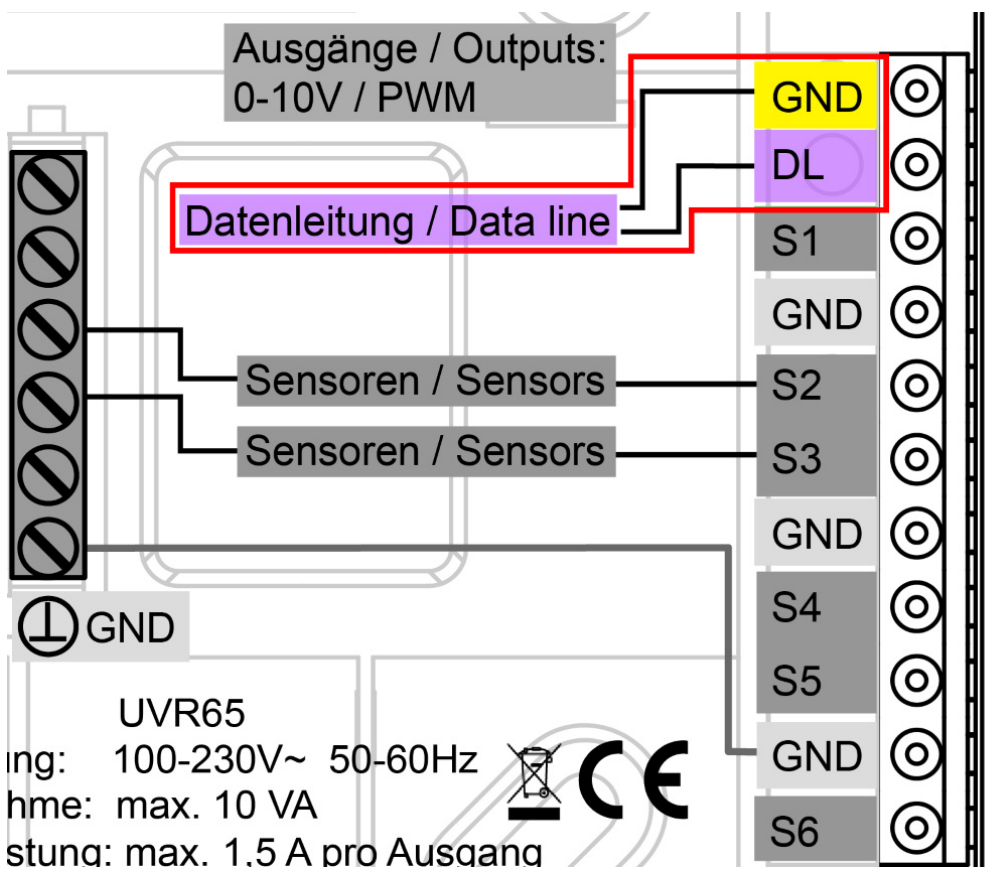 Ausgänge / Outputs:
0-10V / PWM
GND
DL
Datenleitung / Data line
S1
GND
Sensoren / Sensors
S2
Sensoren / Sensors
S3
GND
S4
GND
S5
UVR65
GND
ing: 100-230V~ 50-60Hz
CE
hme: max. 10 VA
S6
stung: max. 1,5 A pro Ausgang